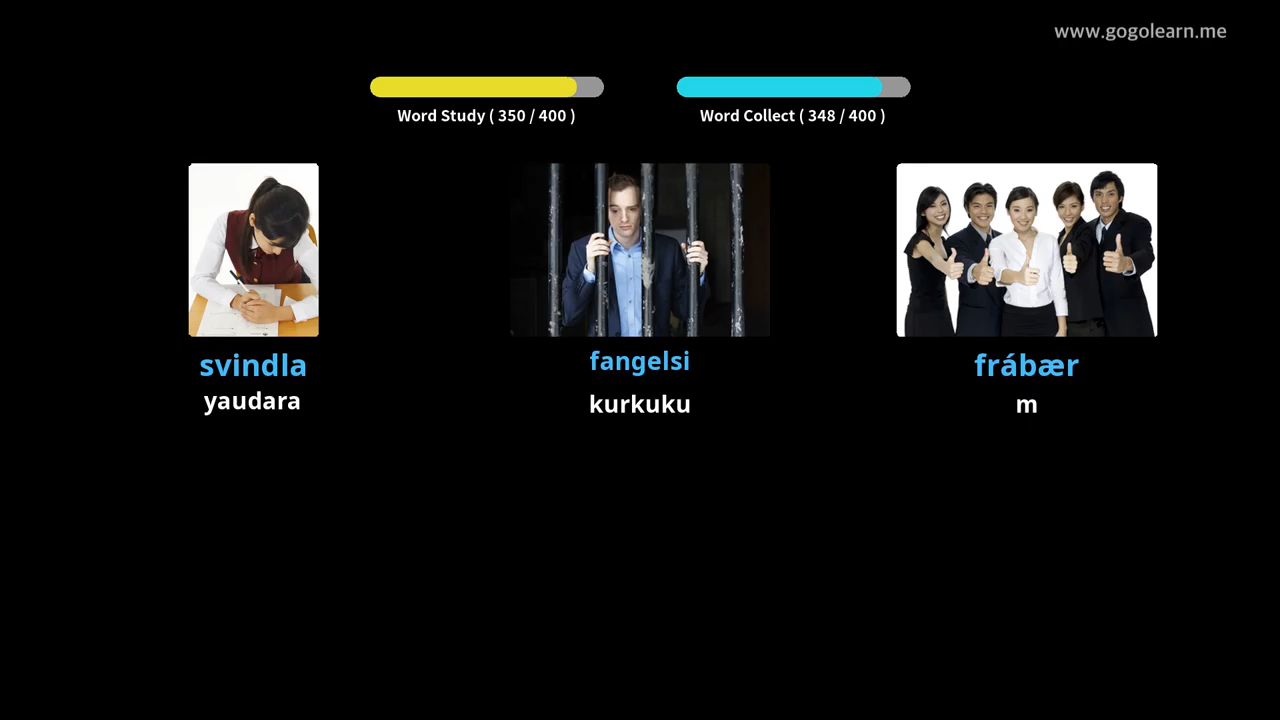 www.gogolearn.me
Word Study ( 350 / 400 )
Word Collect ( 348 / 400 )
svindla
yaudara
fangelsi
kurkuku
frábær
m